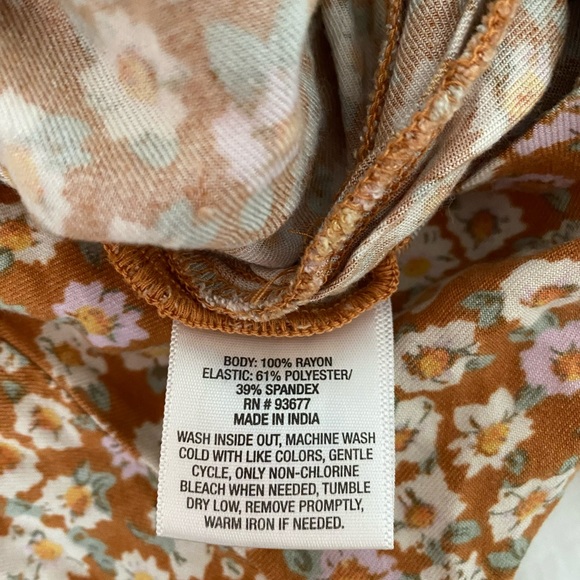 BODY: 100% RAYON
ELASTIC: 61% POLYESTER/
39% SPANDEX
RN # 93677
MADE IN INDIA
WASH INSIDE OUT, MACHINE WASH
COLD WITH LIKE COLORS, GENTLE
CYCLE, ONLY NON-CHLORINE
BLEACH WHEN NEEDED, TUMBLE
DRY LOW, REMOVE PROMPTLY,
WARM IRON IF NEEDED.